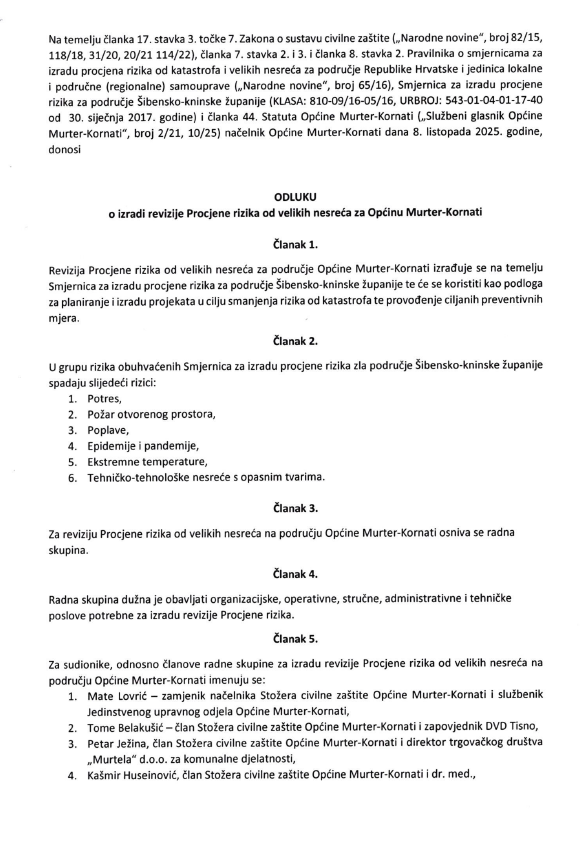 Na temelju članka 17. stavka 3. točke 7. Zakona o sustavu civilne zaštite („Narodne novine“, broj 82/15,
118/18, 31/20, 20/21 114/22), članka 7. stavka 2. i 3. i članka 8. stavka 2. Pravilnika o smjernicama za
izradu procjena rizika od katastrofa i velikih nesreća za područje Republike Hrvatske i jedinica lokalne
i područne (regionalne) samouprave („Narodne novine“, broj 65/16), Smjernica za izradu procjene
rizika za područje Šibensko-kninske županije (KLASA: 810-09/16-05/16, URBROJ: 543-01-04-01-17-40
od 30. siječnja 2017. godine) i članka 44. Statuta Općine Murter-Kornati („Službeni glasnik Općine
Murter-Kornati“, broj 2/21, 10/25) načelnik Općine Murter-Kornati dana 8. listopada 2025. godine,
donosi
ODLUKU
o izradi revizije Procjene rizika od velikih nesreća za Općinu Murter-Kornati
Članak 1.
Revizija Procjene rizika od velikih nesreća za područje Općine Murter-Kornati izrađuje se na temelju
Smjernica za izradu procjene rizika za područje Šibensko-kninske županije te će se koristiti kao podloga
za planiranje i izradu projekata u cilju smanjenja rizika od katastrofa te provođenje ciljanih preventivnih
mjera.
Članak 2.
U grupu rizika obuhvaćenih Smjernica za izradu procjene rizika zla područje Šibensko-kninske županije
spadaju slijedeći rizici:
1. Potres,
2. Požar otvorenog prostora,
3. Poplave,
4. Epidemije i pandemije,
5. Ekstremne temperature,
6. Tehničko-tehnološke nesreće s opasnim tvarima.
Članak 3.
Za reviziju Procjene rizika od velikih nesreća na području Općine Murter-Kornati osniva se radna
skupina.
Članak 4.
Radna skupina dužna je obavljati organizacijske, operativne, stručne, administrativne i tehničke
poslove potrebne za izradu revizije Procjene rizika.
Članak 5.
Za sudionike, odnosno članove radne skupine za izradu revizije Procjene rizika od velikih nesreća na
području Općine Murter-Kornati imenuju se:
1. Mate Lovrić – zamjenik načelnika Stožera civilne zaštite Općine Murter-Kornati i službenik
Jedinstvenog upravnog odjela Općine Murter-Kornati,
2. Tome Belakušić – član Stožera civilne zaštite Općine Murter-Kornati i zapovjednik DVD Tisno,
3. Petar Ježina, član Stožera civilne zaštite Općine Murter-Kornati i direktor trgovačkog društva
„Murtela“ d.o.o. za komunalne djelatnosti,
4. Kašmir Huseinović, član Stožera civilne zaštite Općine Murter-Kornati i dr. med.,